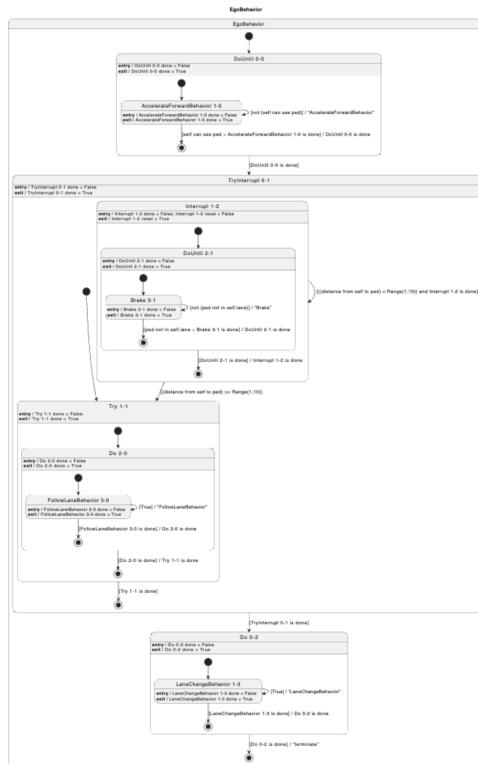 EgoBehavior
EgoBehavior
DoUntil 0-0
entry / DoUntil 0-0 done = False
exit / DoUntil 0-0 done = True
AccelerateForwardBehavior 1-0
entry / AccelerateForwardBehavior 1-0 done = False
exit / AccelerateForwardBehavior 1-0 done = True
[not (self can see ped)] / "AccelerateForwardBehavior"
[self can see ped + AccelerateForwardBehavior 1-0 is done] / DoUntil 0-0 is done
[DoUntil 0-0 is done]
TryInterrupt 0-1
entry / TryInterrupt 0-1 done = False
exit / TryInterrupt 0-1 done = True
Interrupt 1-2
entry / Interrupt 1-2 done = False; Interrupt 1-2 reset = False
exit / Interrupt 1-2 reset = True
DoUntil 2-1
entry / DoUntil 2-1 done = False
exit / DoUntil 2-1 done = True
Brake 3-1
entry / Brake 3-1 done = False
exit / Brake 3-1 done = True
[not (ped not in self.lane)] / "Brake"
[ped not in self.lane + Brake 3-1 is done] / DoUntil 2-1 is done
[DoUntil 2-1 is done] / Interrupt 1-2 is done
[((distance from self to ped) < Range(1,10)) and Interrupt 1-2 is done]
[((distance from self to ped) >= Range(1,10))]
Try 1-1
entry / Try 1-1 done = False
exit / Try 1-1 done = True
Do 2-0
entry / Do 2-0 done = False
exit / Do 2-0 done = True
FollowLaneBehavior 3-0
entry / FollowLaneBehavior 3-0 done = False
exit / FollowLaneBehavior 3-0 done = True
[True] / "FollowLaneBehavior"
[FollowLaneBehavior 3-0 is done] / Do 2-0 is done
[Do 2-0 is done] / Try 1-1 is done
[Try 1-1 is done]
[TryInterrupt 0-1 is done]
Do 0-2
entry / Do 0-2 done = False
exit / Do 0-2 done = True
LaneChangeBehavior 1-3
entry / LaneChangeBehavior 1-3 done = False
exit / LaneChangeBehavior 1-3 done = True
[True] / "LaneChangeBehavior"
[LaneChangeBehavior 1-3 is done] / Do 0-2 is done
[Do 0-2 is done] / "terminate"